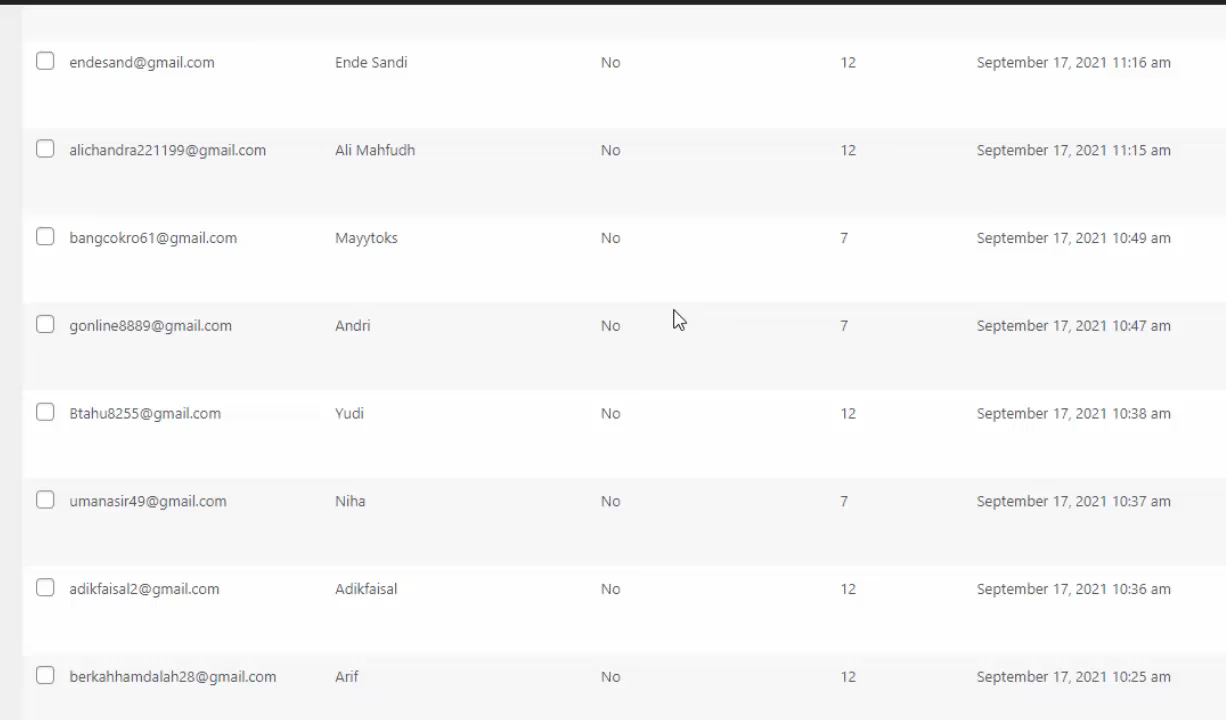 endesand@gmail.com Ende Sandi No 12 September 17, 2021 11:16 am
alichandra221199@gmail.com Ali Mahfudh No 12 September 17, 2021 11:15 am
bangcokro61@gmail.com Mayytoks No 7 September 17, 2021 10:49 am
gonline8889@gmail.com Andri No 7 September 17, 2021 10:47 am
Btahu8255@gmail.com Yudi No 12 September 17, 2021 10:38 am
umanasir49@gmail.com Niha No 7 September 17, 2021 10:37 am
adikfaisal2@gmail.com Adikfaisal No 12 September 17, 2021 10:36 am
berkahhamdalah28@gmail.com Arif No 12 September 17, 2021 10:25 am